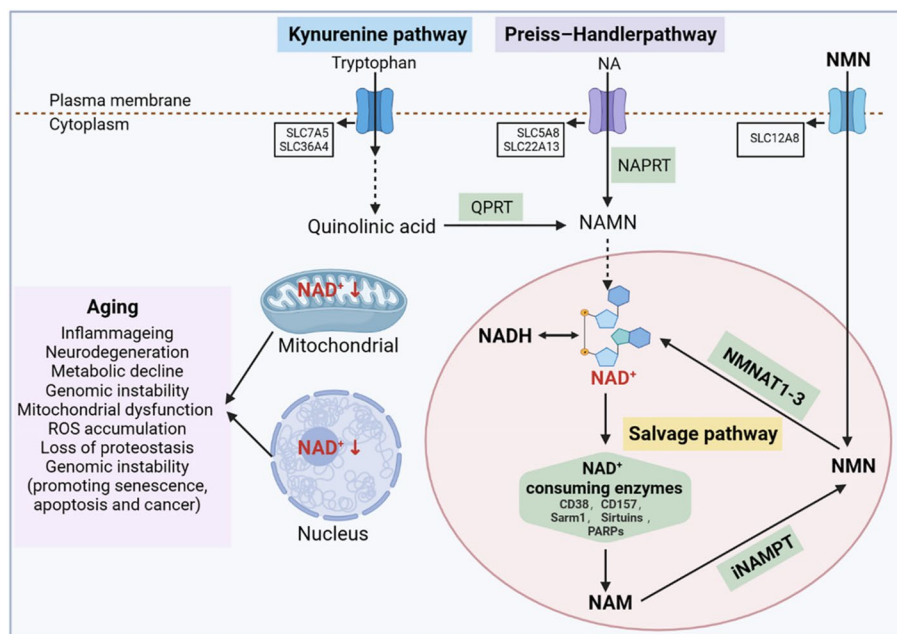 Kynurenine pathway
Preiss–Handlerpathway
Tryptophan
NA
NMN
Plasma membrane
Cytoplasm
SLC7A5
SLC36A4
SLC5A8
SLC22A13
SLC12A8
NAPRT
QPRT
Quinolinic acid
NAMN
NAD⁺ ↓
Mitochondrial
Aging
Inflammageing
Neurodegeneration
Metabolic decline
Genomic instability
Mitochondrial dysfunction
ROS accumulation
Loss of proteostasis
Genomic instability
(promoting senescence,
apoptosis and cancer)
NAD⁺ ↓
Nucleus
NADH
P
P
NAD⁺
NMNAT1-3
Salvage pathway
NMN
NAD⁺
consuming enzymes
CD38, CD157,
Sarm1, Sirtuins ,
PARPs
iNAMPT
NAM